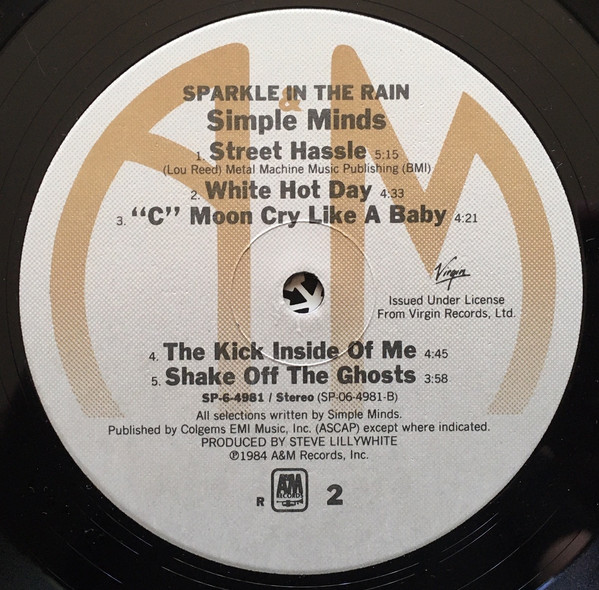 SPARKLE IN THE RAIN
&
Simple Minds
1. Street Hassle 5:15
(Lou Reed) Metal Machine Music Publishing (BMI)
2. White Hot Day 4:33
3. “C” Moon Cry Like A Baby 4:21
Virgin
Issued Under License
From Virgin Records, Ltd.
4. The Kick Inside Of Me 4:45
5. Shake Off The Ghosts 3:58
SP-6-4981 / Stereo (SP-06-4981-B)
All selections written by Simple Minds.
Published by Colgems EMI Music, Inc. (ASCAP) except where indicated.
PRODUCED BY STEVE LILLYWHITE
℗1984 A&M Records, Inc.
R A&M RECORDS 2